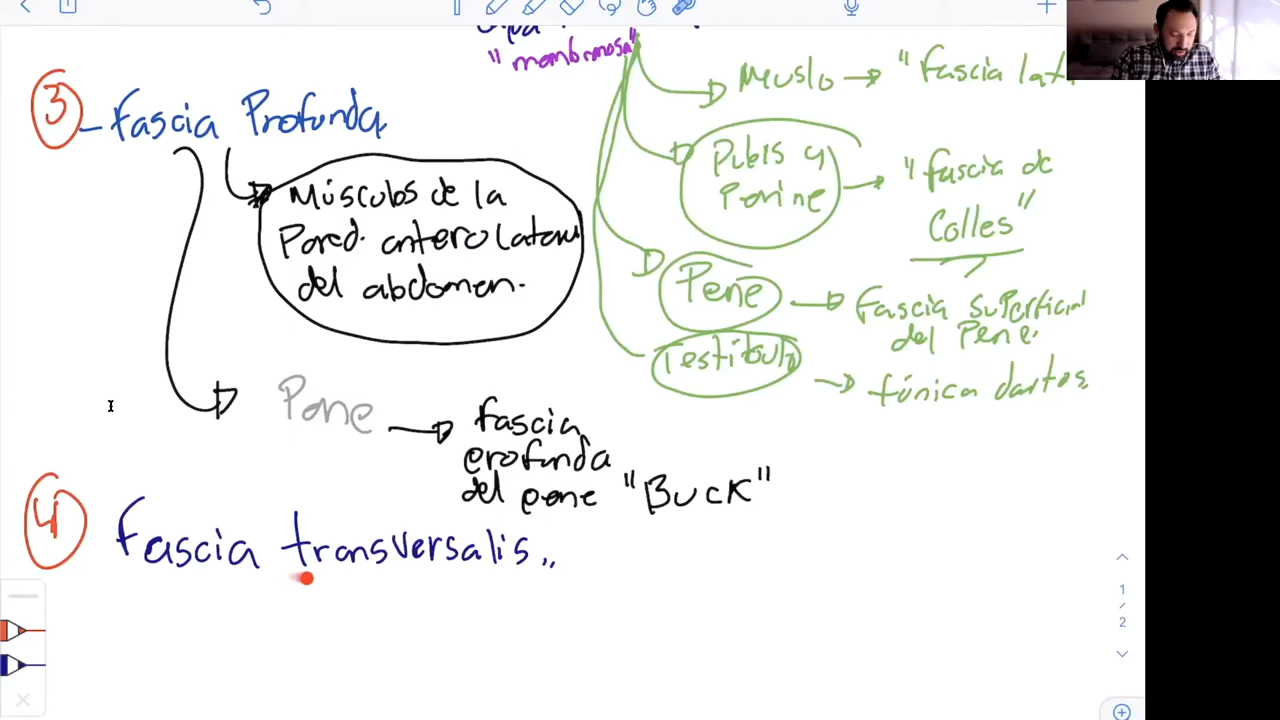 "membranosa"
Muslo → "fascia lat
③ - Fascia Profunda
Músculos de la
Pared. anterolateral
del abdomen.
Pubis y
Perine → "fascia de
Colles"
Pene → Fascia superficial
del Pene.
Testículo → túnica dartos.
Pene → fascia
profunda
del pene "Buck"
④ Fascia transversalis..
1
/
2